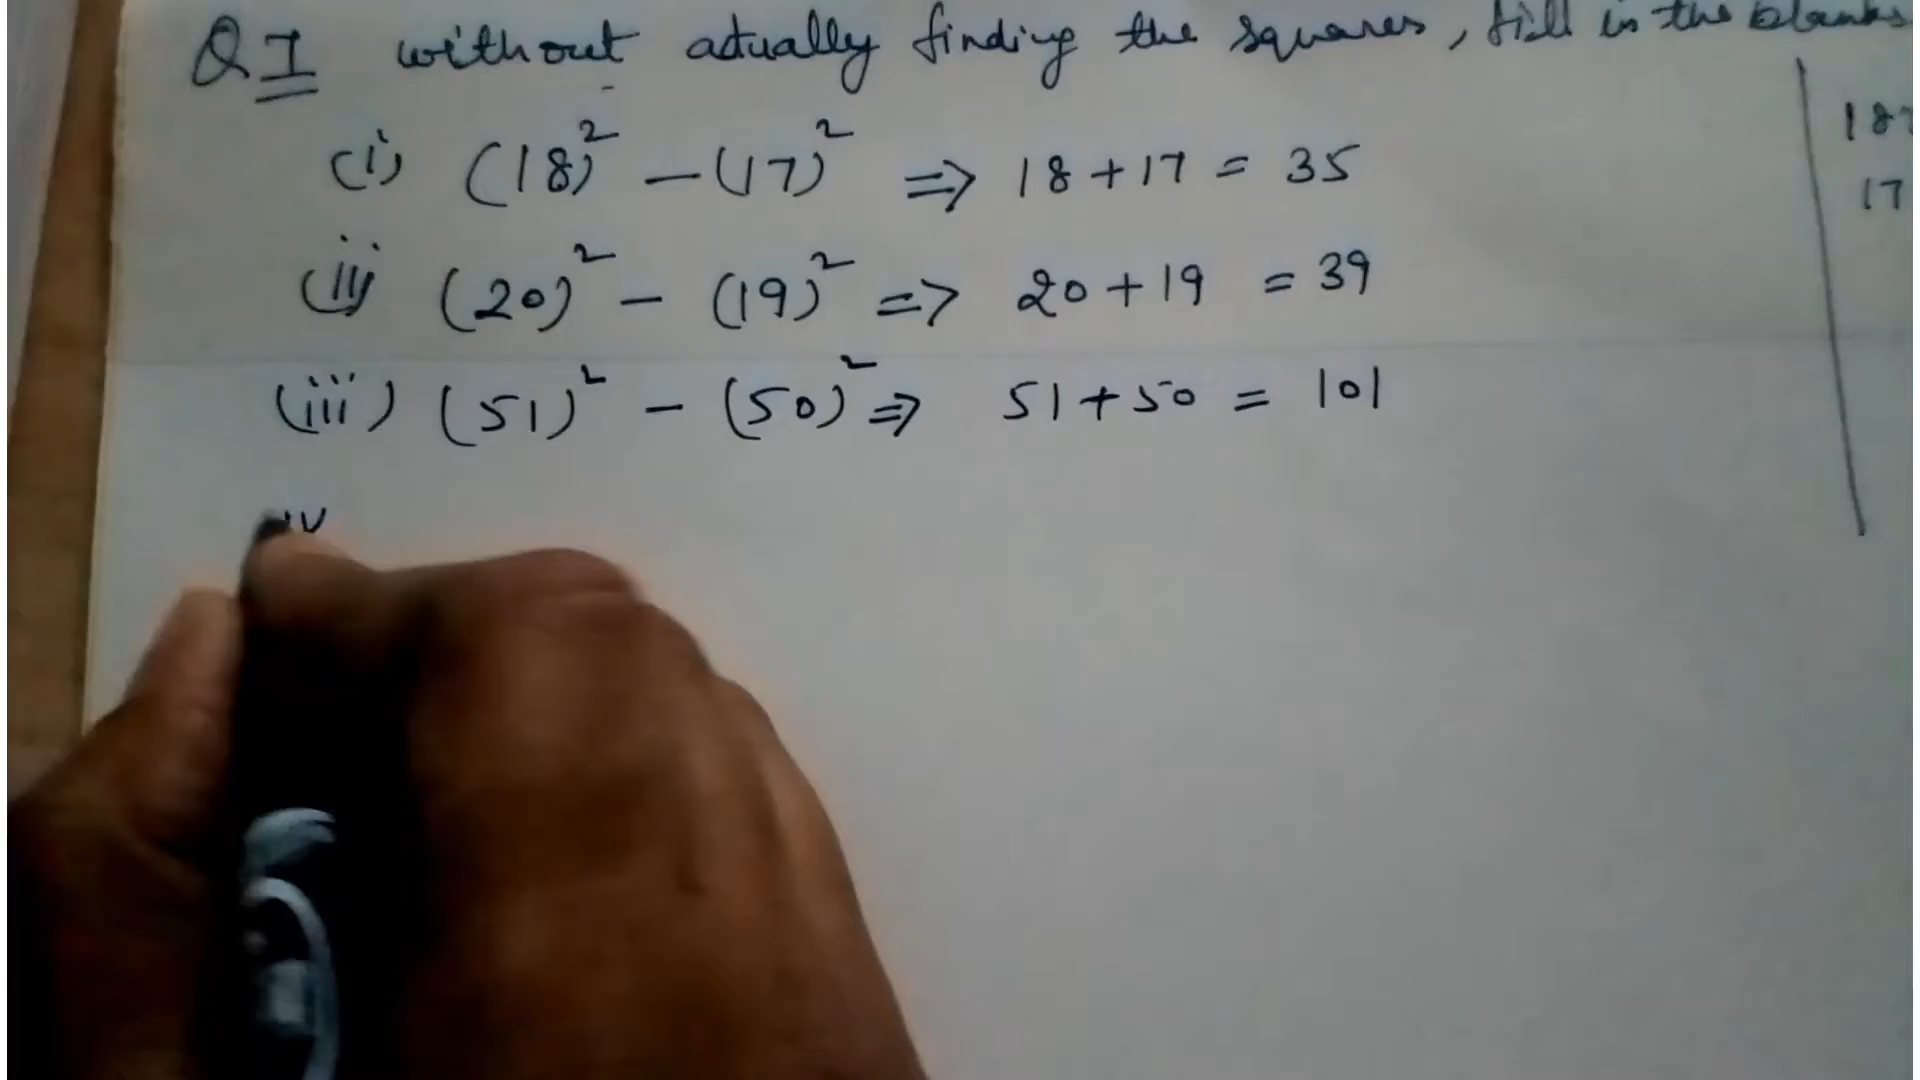 Q I without actually finding the squares, fill in the blanks
(i) (18)² - (17)² => 18 + 17 = 35
(ii) (20)² - (19)² => 20 + 19 = 39
(iii) (51)² - (50)² => 51 + 50 = 101
iv
17